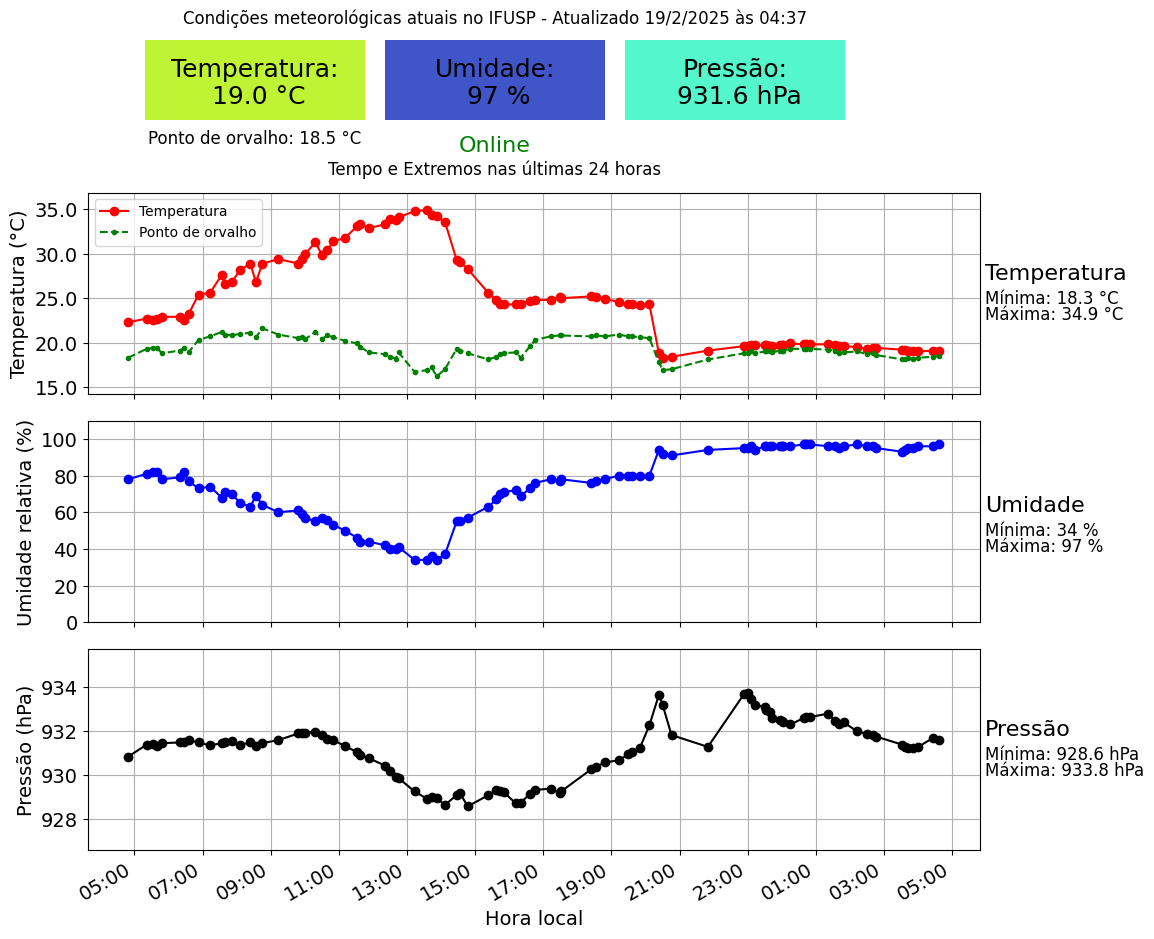 Condições meteorológicas atuais no IFUSP - Atualizado 19/2/2025 às 04:37
Temperatura:
19.0 °C
Umidade:
97 %
Pressão:
931.6 hPa
Ponto de orvalho: 18.5 °C
Online
Tempo e Extremos nas últimas 24 horas
Temperatura (°C)
35.0
30.0
25.0
20.0
15.0
Temperatura
Ponto de orvalho
Temperatura
Mínima: 18.3 °C
Máxima: 34.9 °C
Umidade relativa (%)
100
80
60
40
20
0
Umidade
Mínima: 34 %
Máxima: 97 %
Pressão (hPa)
934
932
930
928
Pressão
Mínima: 928.6 hPa
Máxima: 933.8 hPa
05:00
07:00
09:00
11:00
13:00
15:00
17:00
19:00
21:00
23:00
01:00
03:00
05:00
Hora local